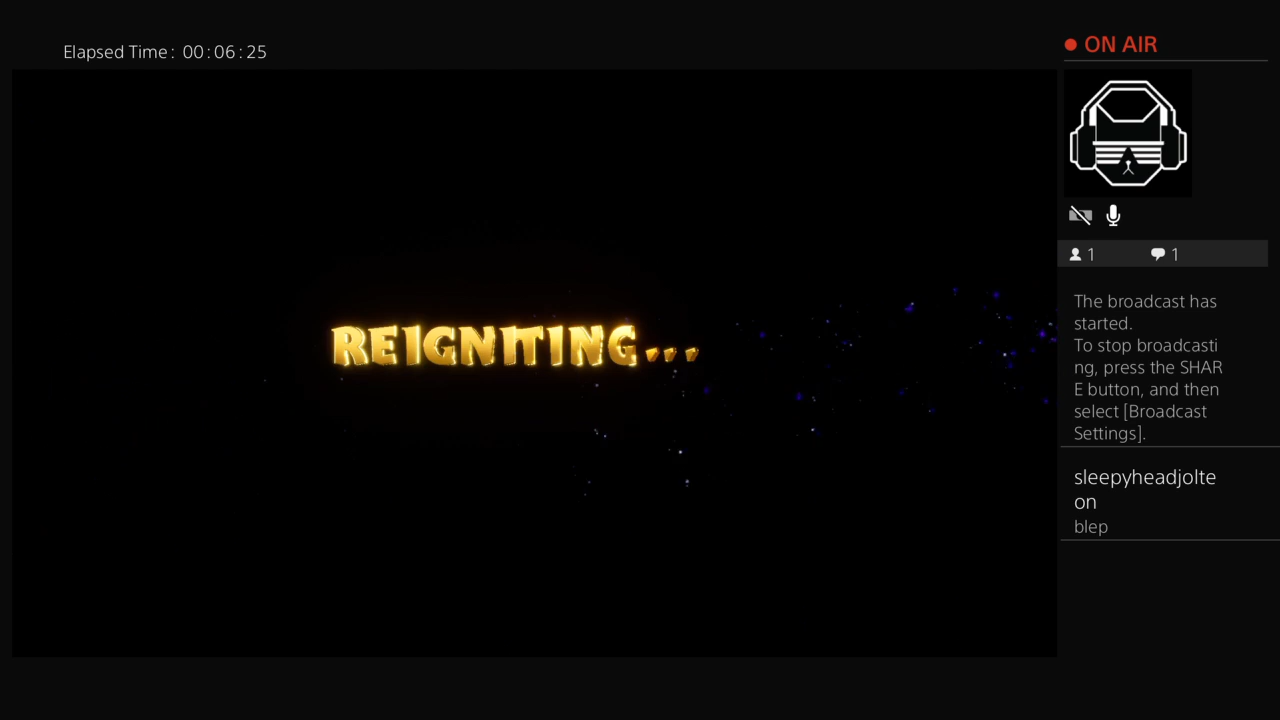 Elapsed Time: 00:06:25
ON AIR
REIGNITING...
1 1
The broadcast has
started.
To stop broadcasti
ng, press the SHAR
E button, and then
select [Broadcast
Settings].
sleepyheadjolte
on
blep